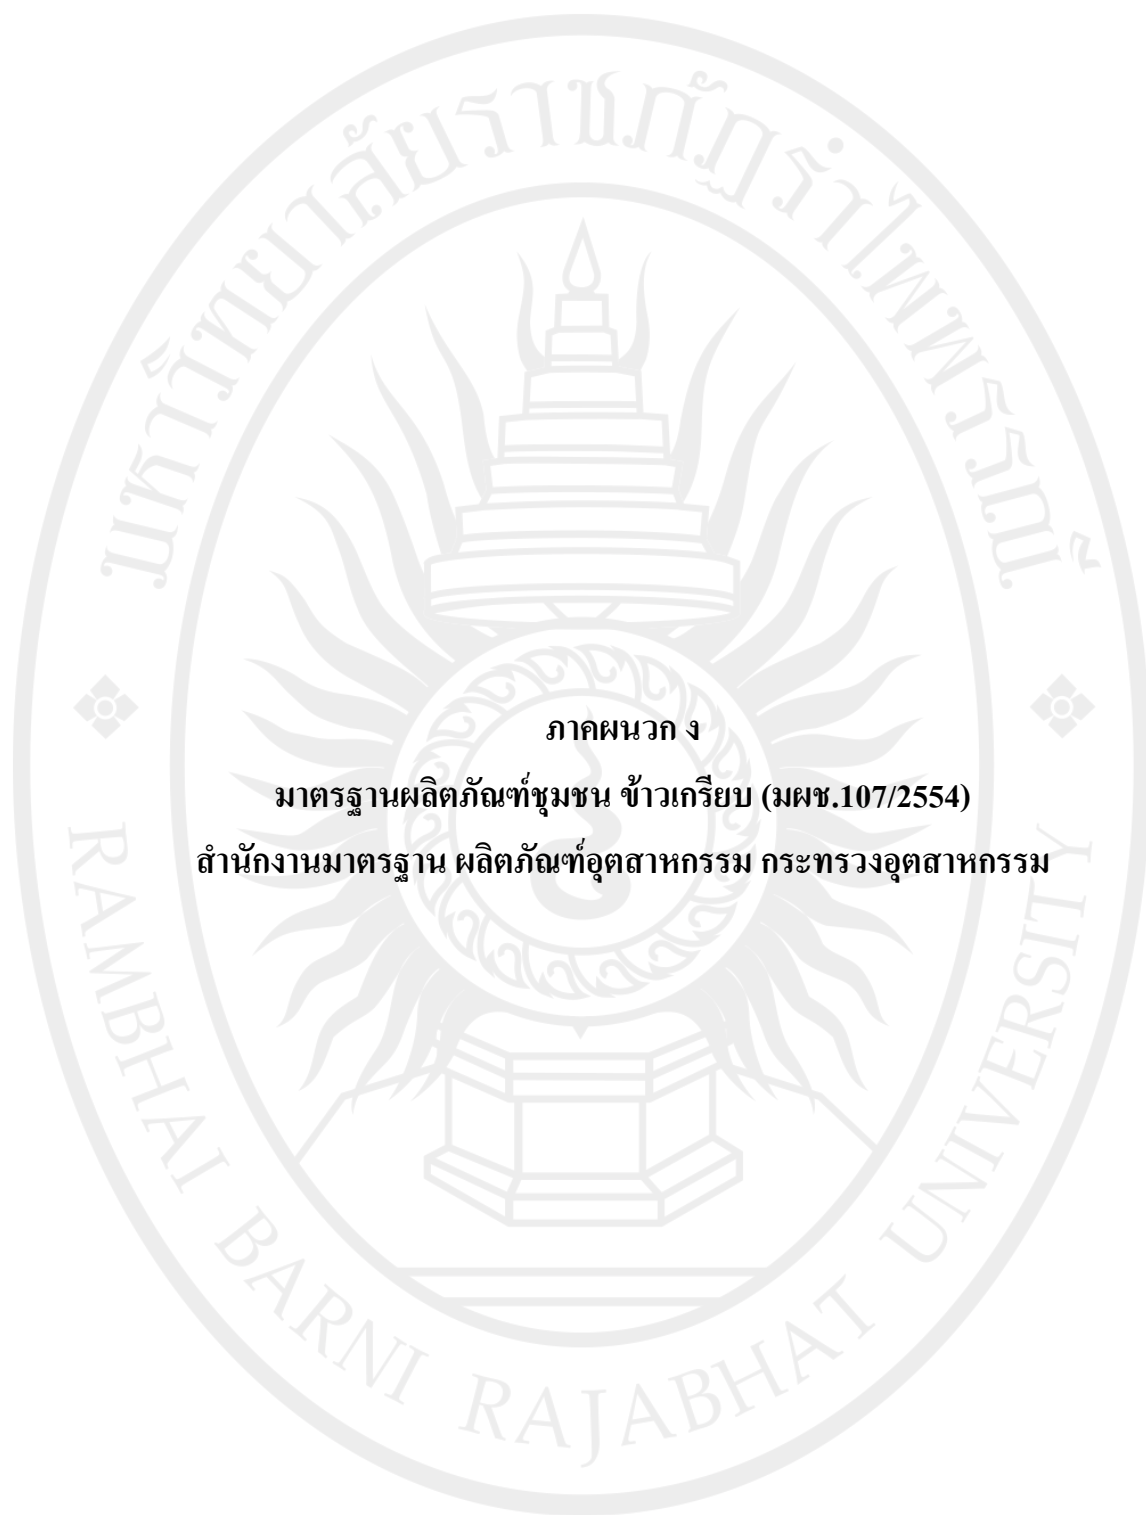 มหาวิทยาลัยราชภัฏรำไพพรรณี
ภาคผนวก ง
มาตรฐานผลิตภัณฑ์ชุมชน ข้าวเกรียบ (มผช.107/2554)
สำนักงานมาตรฐาน ผลิตภัณฑ์อุตสาหกรรม กระทรวงอุตสาหกรรม
RAMBHAI BARNI RAJABHAT UNIVERSITY